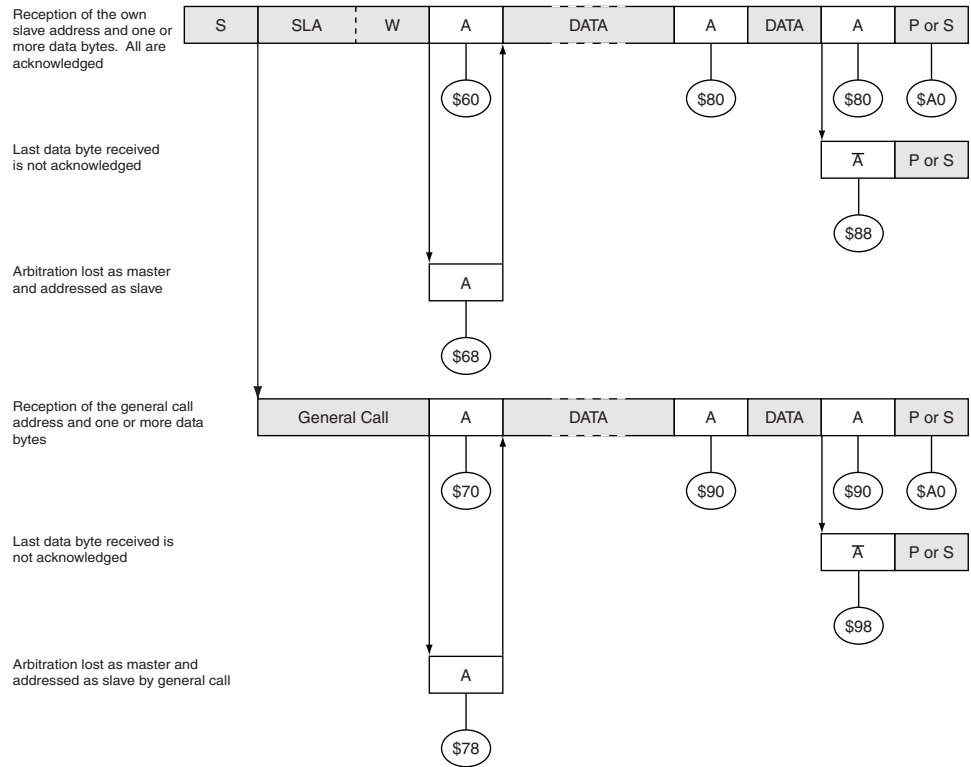 Reception of the own
slave address and one or
more data bytes. All are
acknowledged
S SLA W A DATA A DATA A P or S
$60 $80 $80 $A0
Last data byte received
is not acknowledged
A̅ P or S
$88
Arbitration lost as master
and addressed as slave
A
$68
Reception of the general call
address and one or more data
bytes
General Call A DATA A DATA A P or S
$70 $90 $90 $A0
Last data byte received is
not acknowledged
A̅ P or S
$98
Arbitration lost as master and
addressed as slave by general call
A
$78